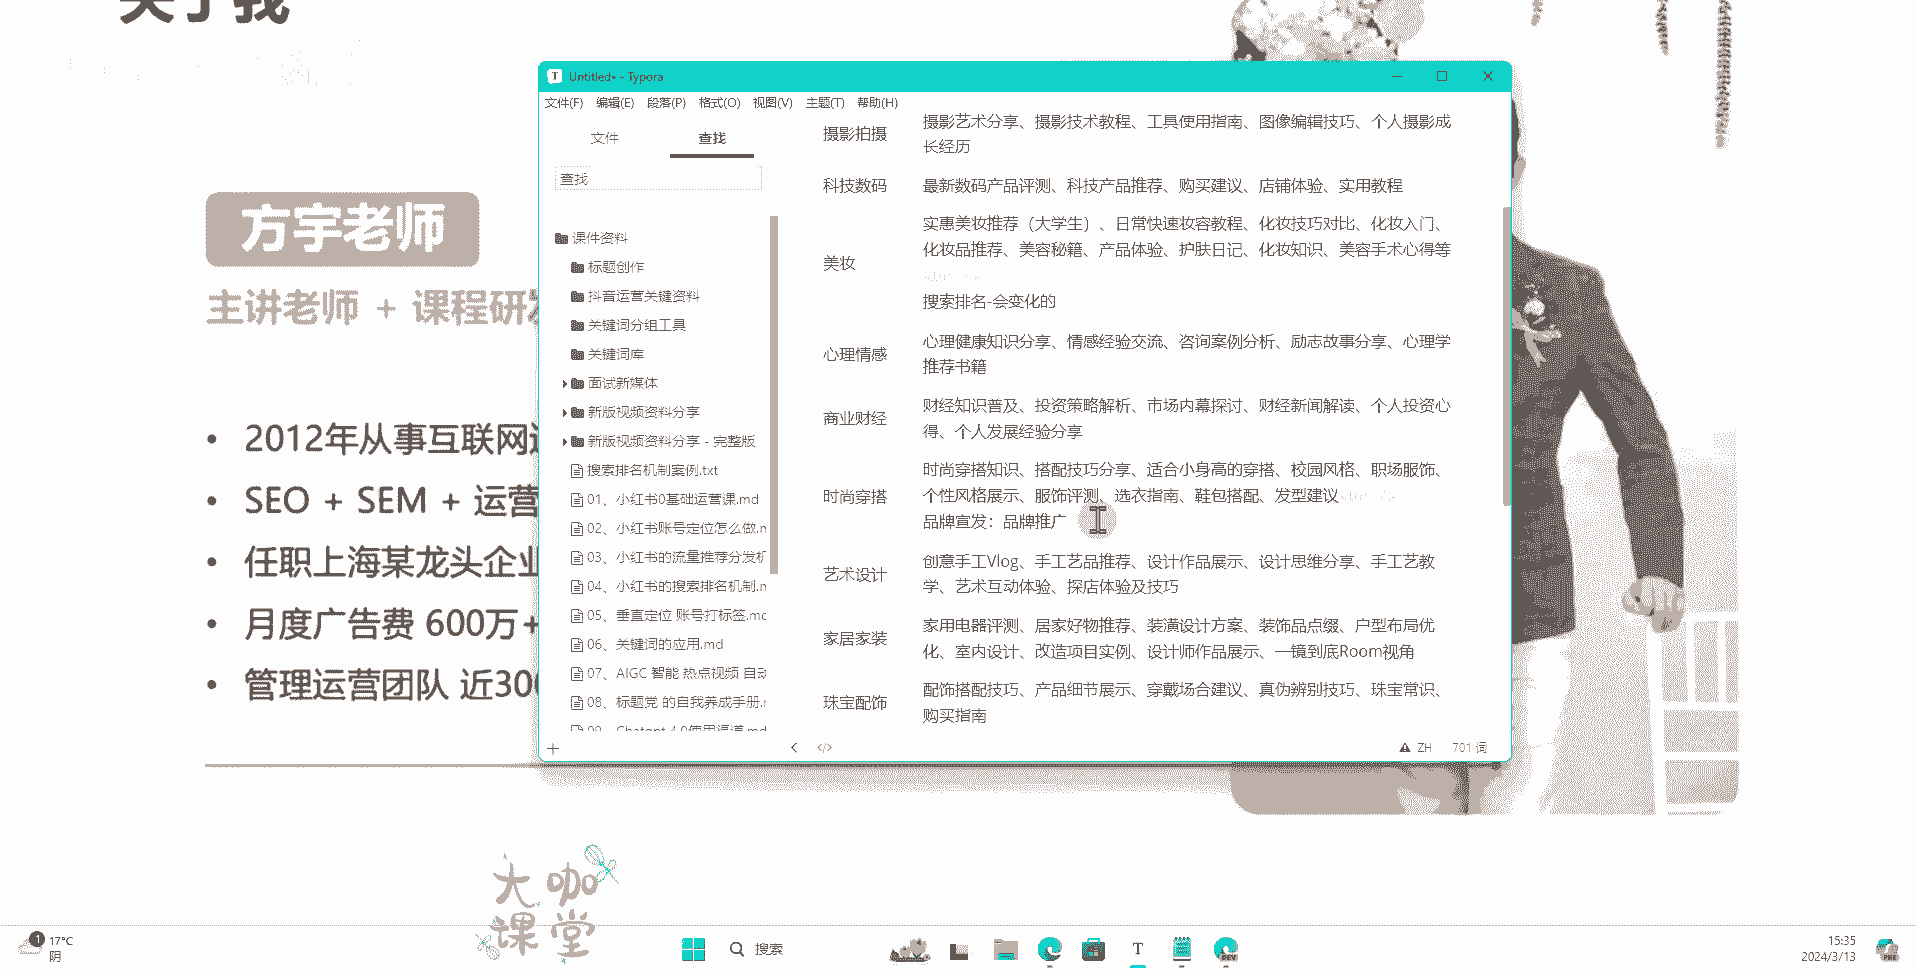 关于我
方宇老师
主讲老师 + 课程研发
• 2012年从事互联网运
• SEO + SEM + 运营
• 任职上海某龙头企业
• 月度广告费 600万+
• 管理运营团队 近300
Untitled• - Typora
文件(F) 编辑(E) 段落(P) 格式(O) 视图(V) 主题(T) 帮助(H)
文件 查找
查找
课件资料
标题创作
抖音运营关键资料
关键词分组工具
关键词库
面试新媒体
新版视频资料分享
新版视频资料分享 - 完整版
搜索排名机制案例.txt
01、小红书0基础运营课.md
02、小红书账号定位怎么做.m
03、小红书的流量推荐分发机
04、小红书的搜索排名机制.m
05、垂直定位 账号打标签.md
06、关键词的应用.md
07、AIGC 智能 热点视频 自动
08、标题党 的自我养成手册.m
09、Chatgpt 4.0使用渠道.md
摄影拍摄
摄影艺术分享、摄影技术教程、工具使用指南、图像编辑技巧、个人摄影成
长经历
科技数码
最新数码产品评测、科技产品推荐、购买建议、店铺体验、实用教程
美妆
实惠美妆推荐（大学生）、日常快速妆容教程、化妆技巧对比、化妆入门、
化妆品推荐、美容秘籍、产品体验、护肤日记、化妆知识、美容手术心得等
搜索排名-会变化的
心理情感
心理健康知识分享、情感经验交流、咨询案例分析、励志故事分享、心理学
推荐书籍
商业财经
财经知识普及、投资策略解析、市场内幕探讨、财经新闻解读、个人投资心
得、个人发展经验分享
时尚穿搭
时尚穿搭知识、搭配技巧分享、适合小身高的穿搭、校园风格、职场服饰、
个性风格展示、服饰评测、选衣指南、鞋包搭配、发型建议
品牌宣发：品牌推广
艺术设计
创意手工Vlog、手工艺品推荐、设计作品展示、设计思维分享、手工艺教
学、艺术互动体验、探店体验及技巧
家居家装
家用电器评测、居家好物推荐、装潢设计方案、装饰品点缀、户型布局优
化、室内设计、改造项目实例、设计师作品展示、一镜到底Room视角
珠宝配饰
配饰搭配技巧、产品细节展示、穿戴场合建议、真伪辨别技巧、珠宝常识、
购买指南
ZH 701 词
大咖
课堂
1 17°C
阴
搜索
T
DEV
15:35
2024/3/13
PRE